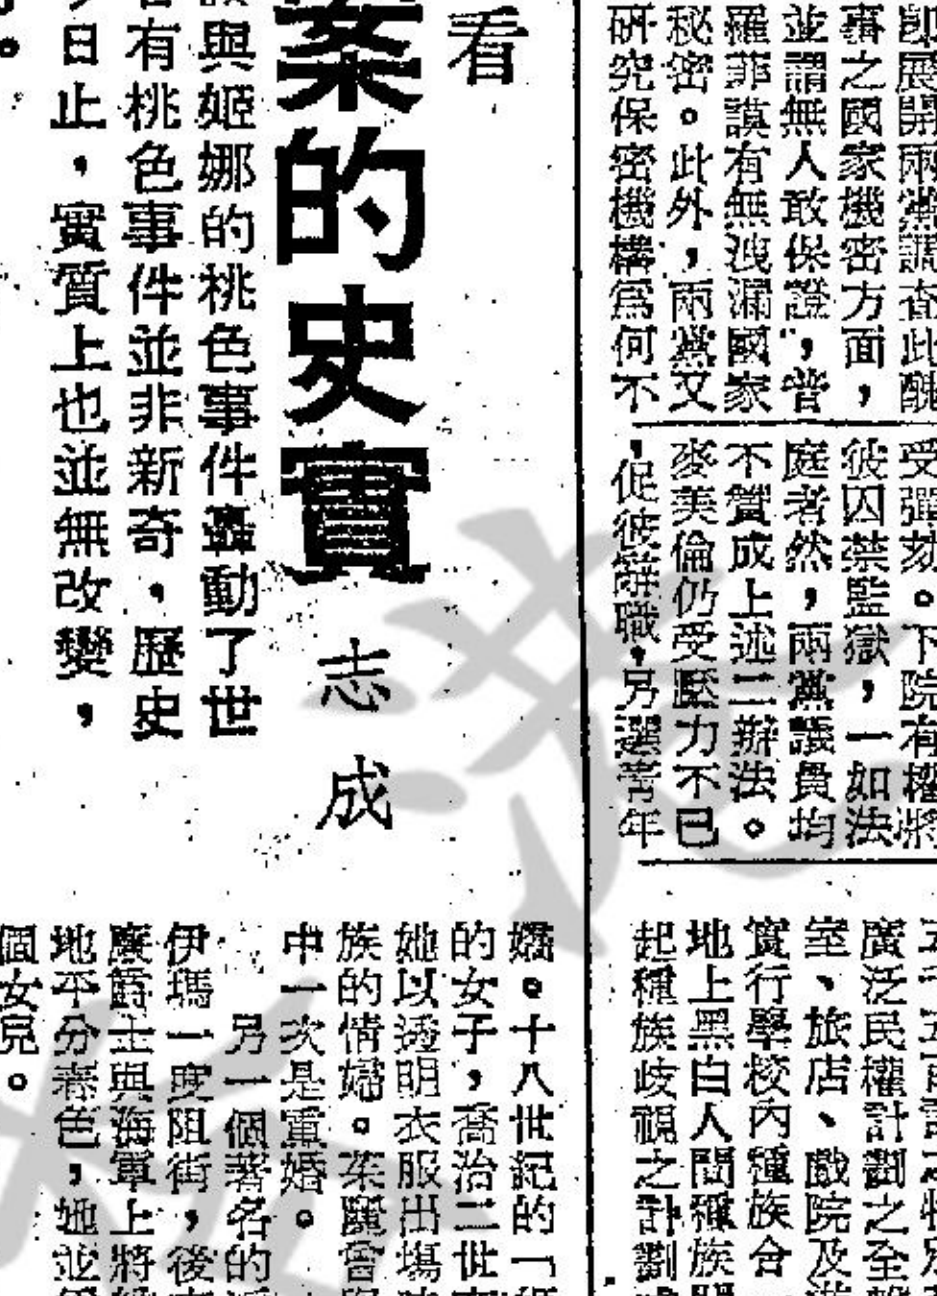 即展開兩黨調查此醜
事之國家機密方面，
並謂無人敢保證，普
羅菲謨有無洩漏國家
秘密。此外，兩黨又
研究保密機構為何不
受彈劾。下院有權將
彼囚禁監獄，一如法
庭者然，兩黨議員均
不贊成上述二辦法。
麥美倫仍受壓力不已
，促彼辭職，另選青年
廣泛民權計劃之全
室、旅店、戲院及
實行學校內種族合
地上黑白人間種族
起種族歧視之計劃
看
案的史實
志成
與姬娜的桃色事件轟動了世
有桃色事件並非新奇，歷史
日止，實質上也並無改變，
嬌。十八世紀的「
的女子，喬治二世
她以透明衣服出場
族的情婦。茱麗曾
中一次是重婚。
另一個著名的
伊瑪一度阻街，後
廢爵士與海軍上將
地平分春色，她並
個女兒。